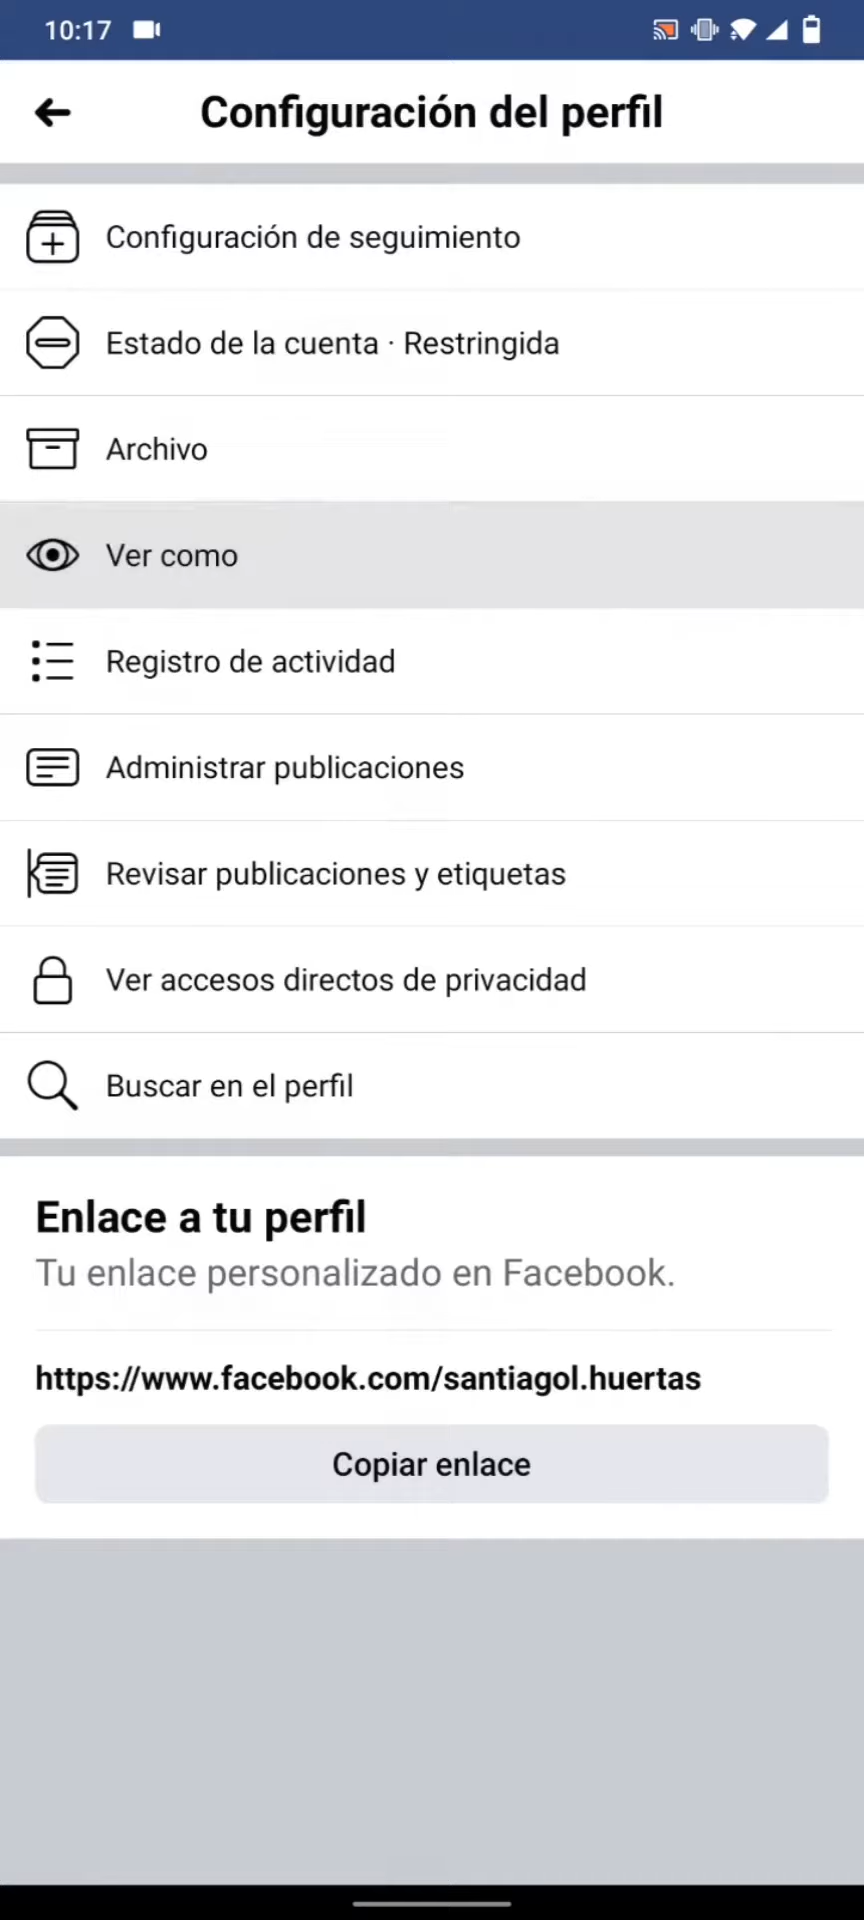 10:17
Configuración del perfil
Configuración de seguimiento
Estado de la cuenta · Restringida
Archivo
Ver como
Registro de actividad
Administrar publicaciones
Revisar publicaciones y etiquetas
Ver accesos directos de privacidad
Buscar en el perfil
Enlace a tu perfil
Tu enlace personalizado en Facebook.
https://www.facebook.com/santiagol.huertas
Copiar enlace